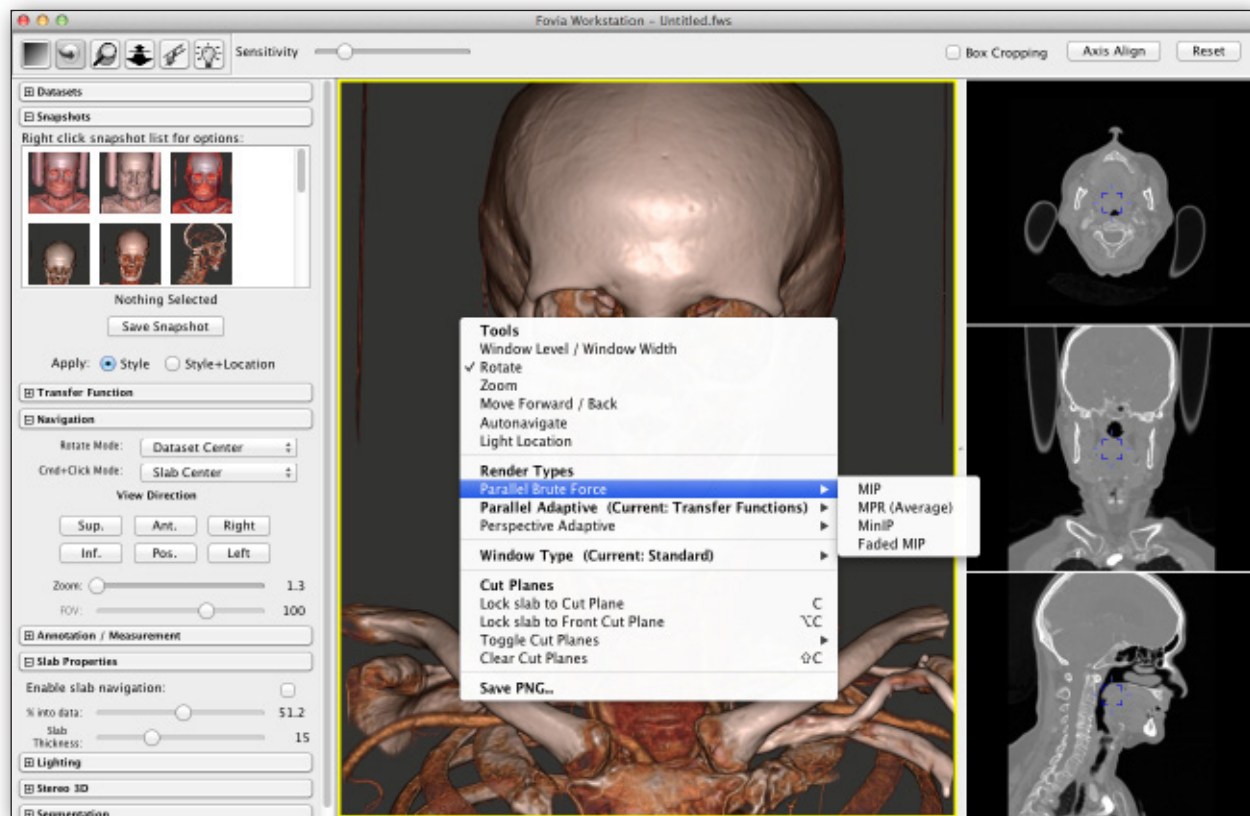 Fovia Workstation – Untitled.fws
Sensitivity
Box Cropping
Axis Align
Reset
Datasets
Snapshots
Right click snapshot list for options:
Nothing Selected
Save Snapshot
Apply: Style Style+Location
Transfer Function
Navigation
Rotate Mode: Dataset Center
Cmd+Click Mode: Slab Center
View Direction
Sup. Ant. Right
Inf. Pos. Left
Zoom: 1.3
FOV: 100
Annotation / Measurement
Slab Properties
Enable slab navigation:
% into data: 51.2
Slab
Thickness: 15
Lighting
Stereo 3D
Segmentation
Tools
Window Level / Window Width
✓ Rotate
Zoom
Move Forward / Back
Autonavigate
Light Location
Render Types
Parallel Brute Force
Parallel Adaptive (Current: Transfer Functions)
Perspective Adaptive
Window Type (Current: Standard)
Cut Planes
Lock slab to Cut Plane C
Lock slab to Front Cut Plane ⌥C
Toggle Cut Planes
Clear Cut Planes ⇧C
Save PNG...
MIP
MPR (Average)
MinIP
Faded MIP